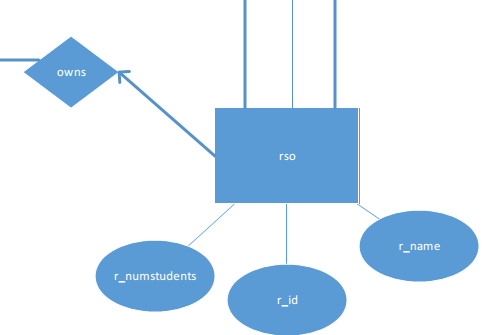 owns
rso
r_name
r_numstudents
r_id